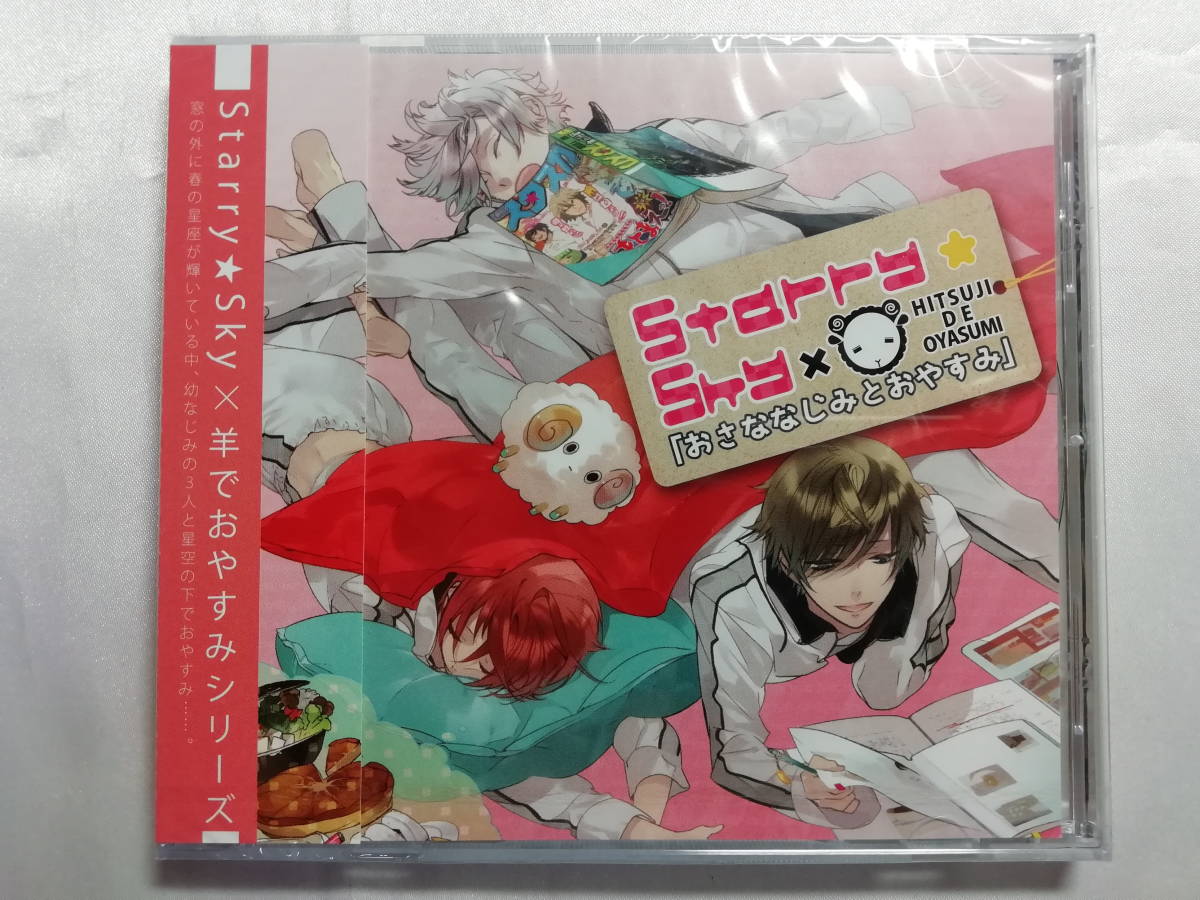 Starry★Sky×羊でおやすみシリーズ
窓の外に春の星座が輝いている中、幼なじみの3人と星空の下でおやすみ……。
Starry
Sky×
HITSUJI
DE
OYASUMI
「おさななじみとおやすみ」